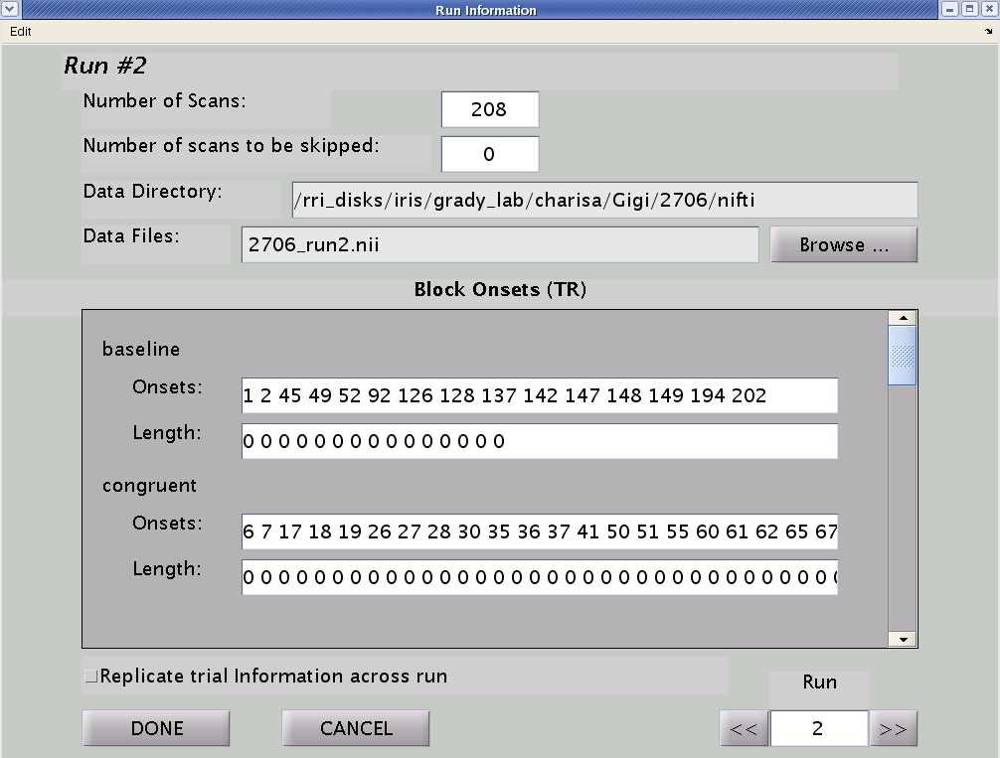 Run Information
Edit
Run #2
Number of Scans: 208
Number of scans to be skipped: 0
Data Directory: /rri_disks/iris/grady_lab/charisa/Gigi/2706/nifti
Data Files: 2706_run2.nii Browse ...
Block Onsets (TR)
baseline
Onsets: 1 2 45 49 52 92 126 128 137 142 147 148 149 194 202
Length: 0 0 0 0 0 0 0 0 0 0 0 0 0 0 0
congruent
Onsets: 6 7 17 18 19 26 27 28 30 35 36 37 41 50 51 55 60 61 62 65 67
Length: 0 0 0 0 0 0 0 0 0 0 0 0 0 0 0 0 0 0 0 0 0 0 0 0 0 0 0 0 0 0 0 0 0
Replicate trial Information across run
Run
DONE CANCEL << 2 >>